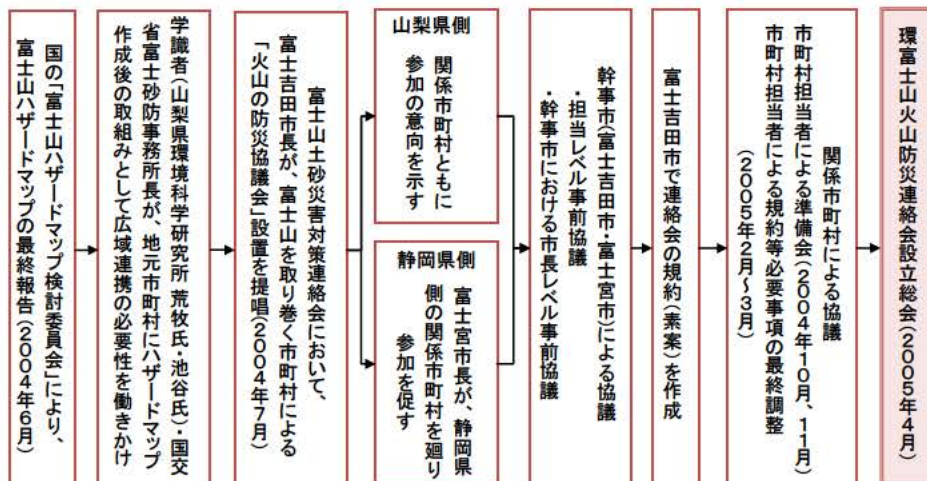 国の「富士山ハザードマップ検討委員会」により、
富士山ハザードマップの最終報告(2004年6月)
学識者(山梨県環境科学研究所 荒牧氏・池谷氏)・国交
省富士砂防事務所長が、地元市町村にハザードマップ
作成後の取組みとして広域連携の必要性を働きかけ
富士山土砂災害対策連絡会において、
富士吉田市長が、富士山を取り巻く市町村による
「火山の防災協議会」設置を提唱(2004年7月)
山梨県側
関係市町村ともに
参加の意向を示す
静岡県側
富士宮市長が、静岡県
側の関係市町村を廻り
参加を促す
幹事市(富士吉田市・富士宮市)による協議
・担当レベル事前協議
・幹事市における市長レベル事前協議
富士吉田市で連絡会の規約(素案)を作成
関係市町村による協議
市町村担当者による準備会(2004年10月、11月)
市町村担当者による規約等必要事項の最終調整
(2005年2月～3月)
環富士山火山防災連絡会設立総会(2005年4月)